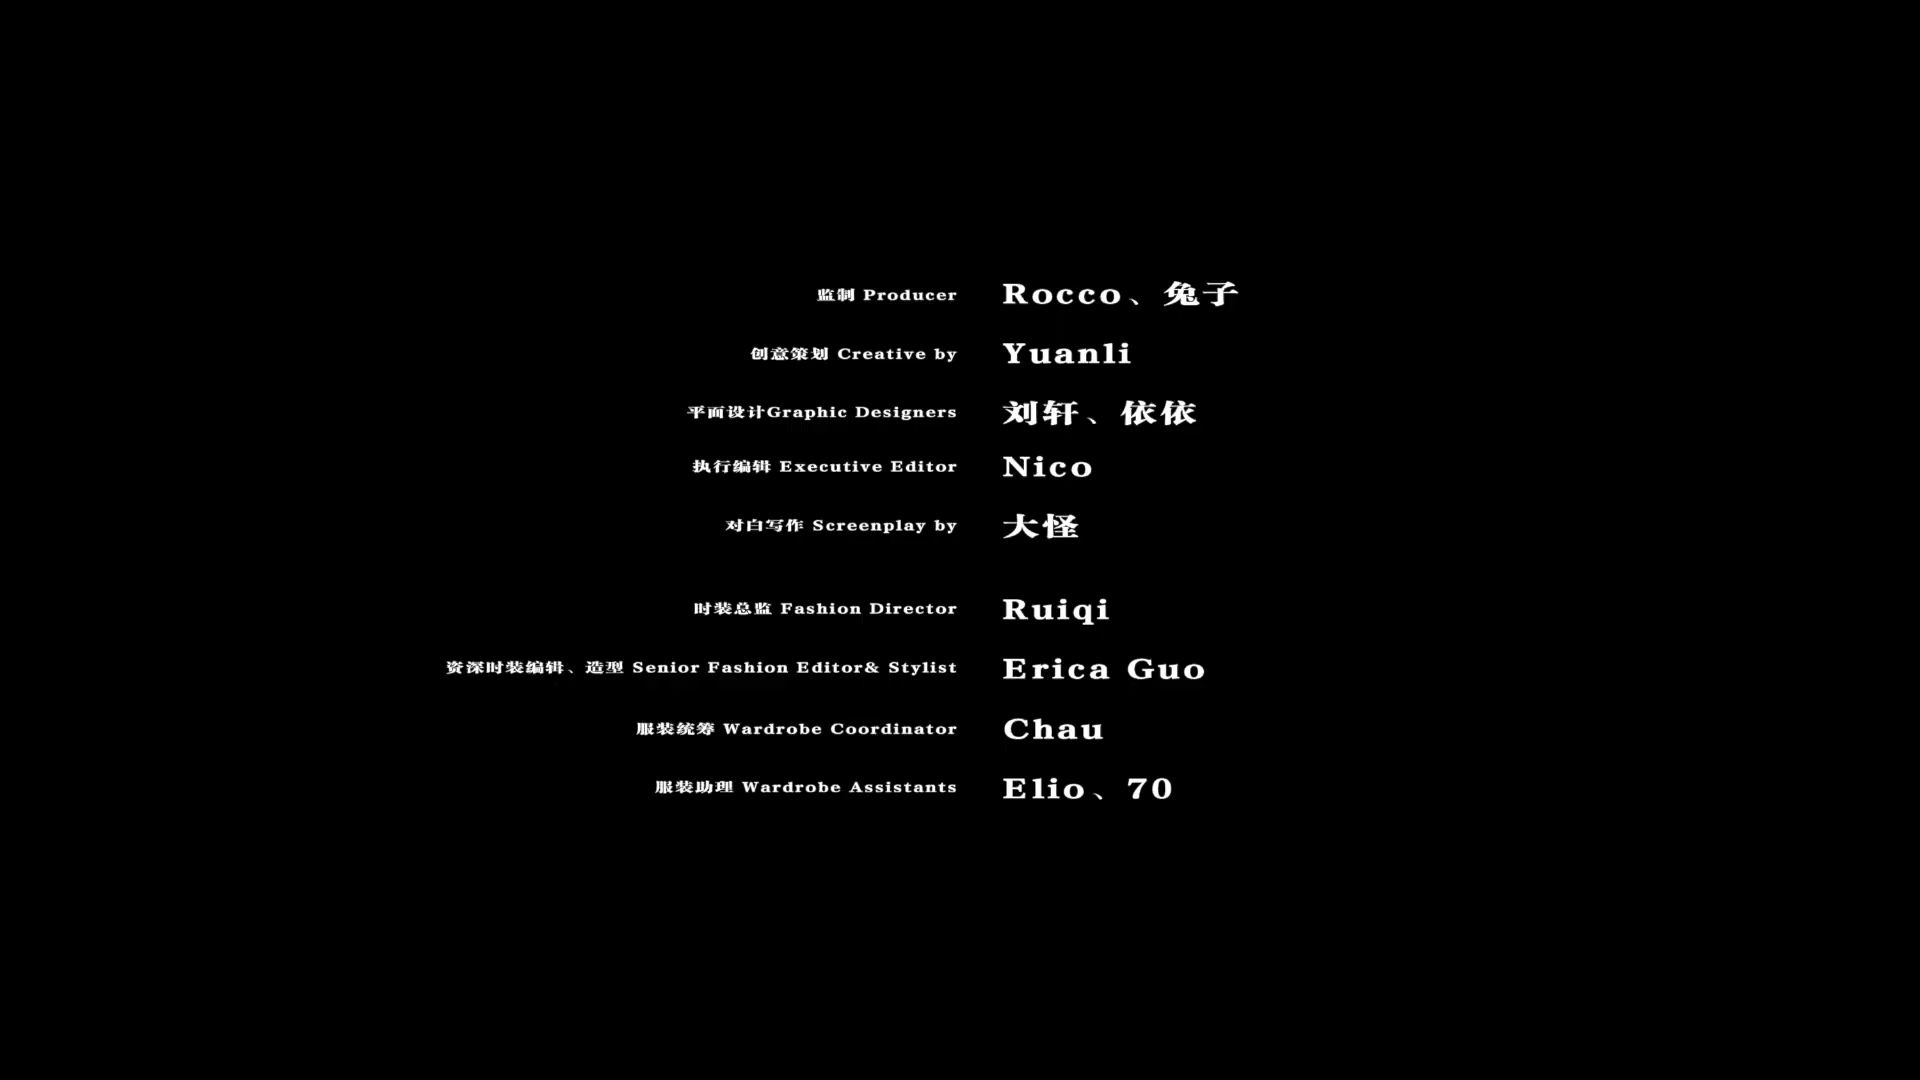 监制 Producer Rocco、兔子
创意策划 Creative by Yuanli
平面设计Graphic Designers 刘轩、依依
执行编辑 Executive Editor Nico
对白写作 Screenplay by 大怪
时装总监 Fashion Director Ruiqi
资深时装编辑、造型 Senior Fashion Editor& Stylist Erica Guo
服装统筹 Wardrobe Coordinator Chau
服装助理 Wardrobe Assistants Elio、70